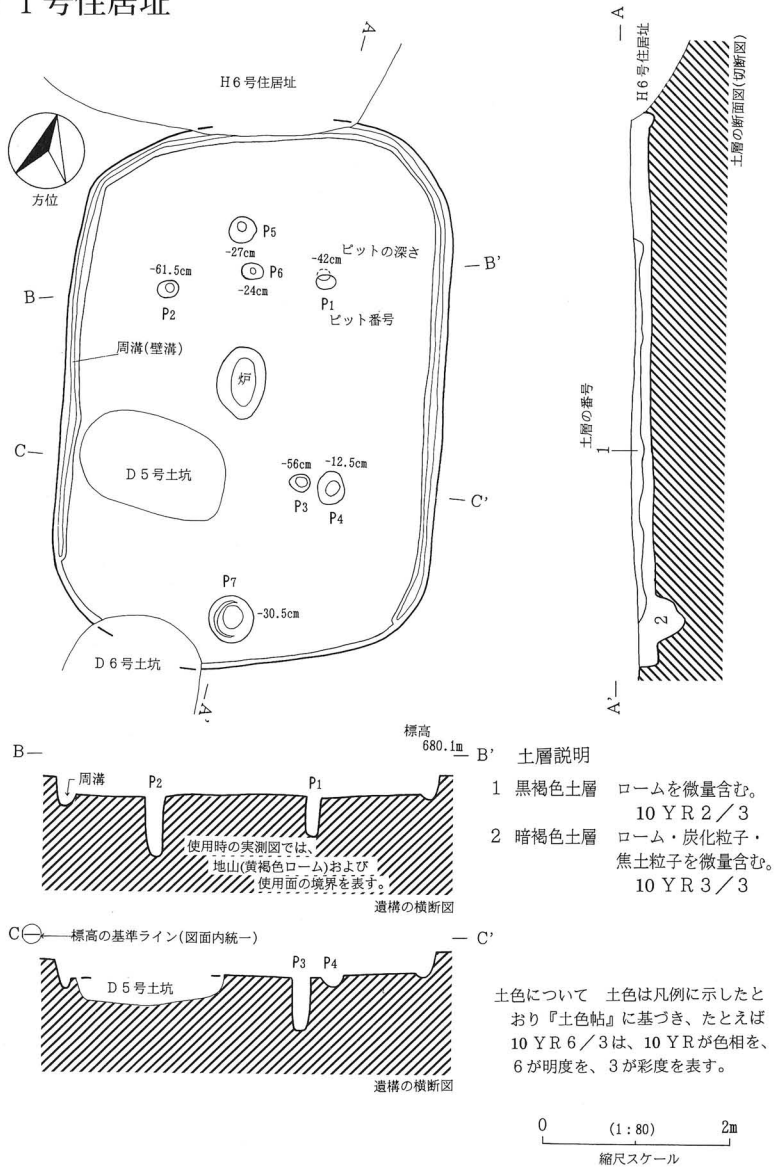 1号住居址
A
H6号住居址
方位
P5
-27cm
P6
-24cm
-42cm
ピットの深さ
P1
ピット番号
-61.5cm
P2
B
B'
周溝(壁溝)
炉
C
D5号土坑
-56cm
P3
-12.5cm
P4
C'
P7
-30.5cm
D6号土坑
A'
A
H6号住居址
土層の断面図(切断図)
土層の番号
1
2
A'
標高
680.1m
B
B'
周溝
P2
P1
使用時の実測図では、
地山(黄褐色ローム)および
使用面の境界を表す。
遺構の横断図
C
標高の基準ライン(図面内統一)
C'
D5号土坑
P3
P4
遺構の横断図
土層説明
1 黒褐色土層 ロームを微量含む。
10YR2/3
2 暗褐色土層 ローム・炭化粒子・
焦土粒子を微量含む。
10YR3/3
土色について 土色は凡例に示したと
おり『土色帖』に基づき、たとえば
10YR6/3は、10YRが色相を、
6が明度を、3が彩度を表す。
0 (1:80) 2m
縮尺スケール